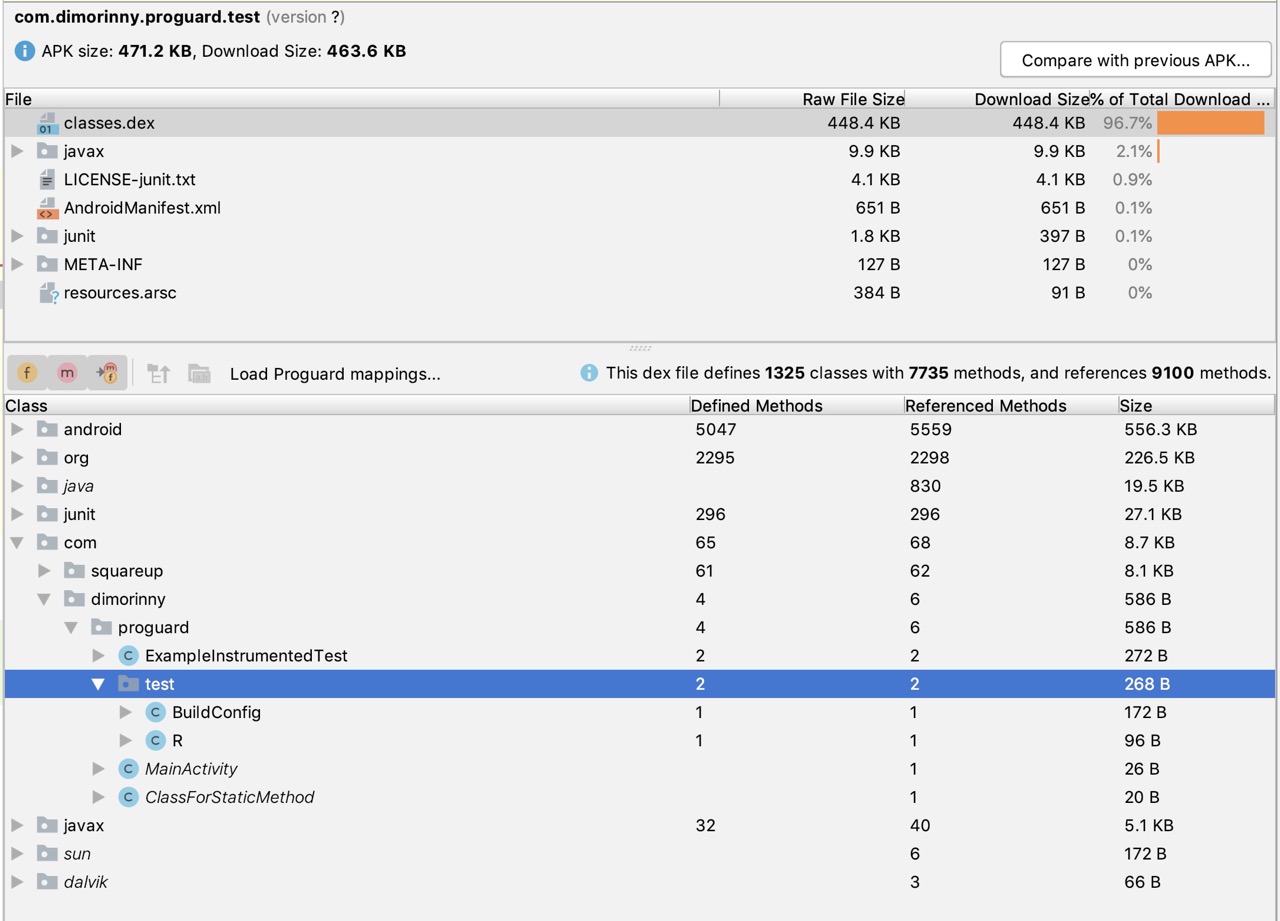 com.dimorinny.proguard.test (version ?)
APK size: 471.2 KB, Download Size: 463.6 KB
Compare with previous APK...
File Raw File Size Download Size % of Total Download ...
01 classes.dex 448.4 KB 448.4 KB 96.7%
javax 9.9 KB 9.9 KB 2.1%
LICENSE-junit.txt 4.1 KB 4.1 KB 0.9%
AndroidManifest.xml 651 B 651 B 0.1%
junit 1.8 KB 397 B 0.1%
META-INF 127 B 127 B 0%
resources.arsc 384 B 91 B 0%
f m m f Load Proguard mappings... This dex file defines 1325 classes with 7735 methods, and references 9100 methods.
Class Defined Methods Referenced Methods Size
android 5047 5559 556.3 KB
org 2295 2298 226.5 KB
java 830 19.5 KB
junit 296 296 27.1 KB
com 65 68 8.7 KB
squareup 61 62 8.1 KB
dimorinny 4 6 586 B
proguard 4 6 586 B
C ExampleInstrumentedTest 2 2 272 B
test 2 2 268 B
C BuildConfig 1 1 172 B
C R 1 1 96 B
C MainActivity 1 26 B
C ClassForStaticMethod 1 20 B
javax 32 40 5.1 KB
sun 6 172 B
dalvik 3 66 B